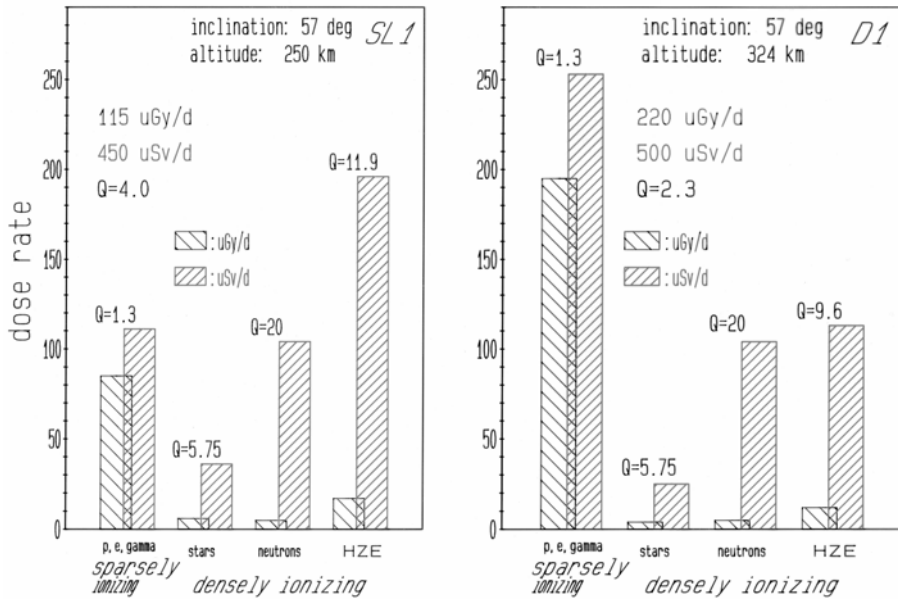 dose rate
inclination: 57 deg
SL1
altitude: 250 km
115 uGy/d
450 uSv/d
Q=4.0
: uGy/d
: uSv/d
250
200
150
100
50
0
Q=1.3
Q=5.75
Q=20
Q=11.9
p, e, gamma
stars
neutrons
HZE
sparsely
ionizing
densely ionizing
inclination: 57 deg
D1
altitude: 324 km
220 uGy/d
500 uSv/d
Q=2.3
: uGy/d
: uSv/d
250
200
150
100
50
0
Q=1.3
Q=5.75
Q=20
Q=9.6
p, e, gamma
stars
neutrons
HZE
sparsely
ionizing
densely ionizing